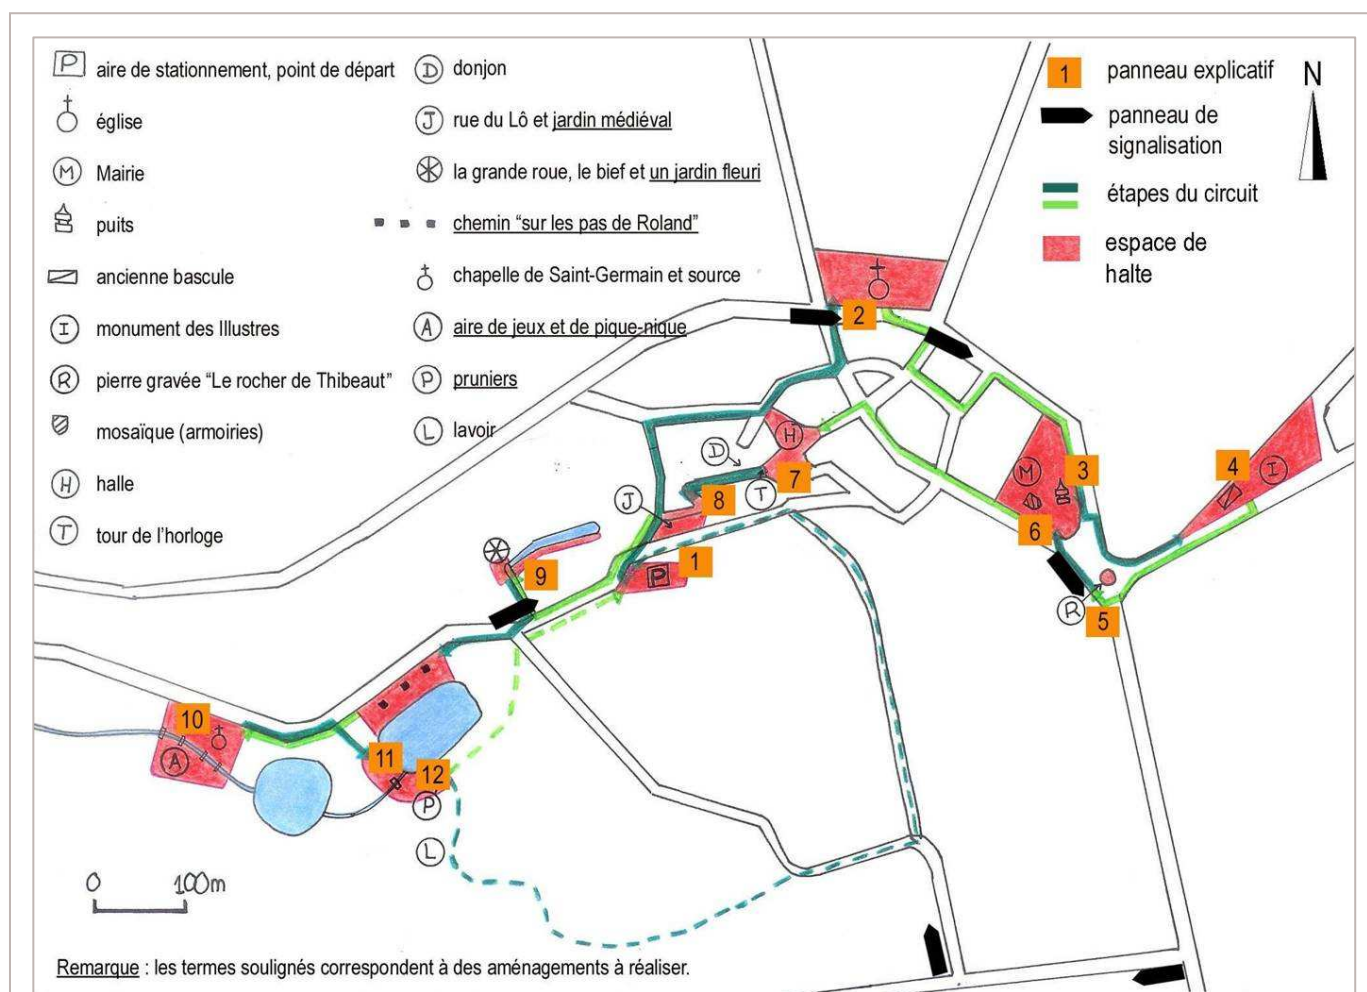 P aire de stationnement, point de départ
église
M Mairie
puits
ancienne bascule
I monument des Illustres
R pierre gravée “Le rocher de Thibeaut”
mosaïque (armoiries)
H halle
T tour de l’horloge
D donjon
J rue du Lô et jardin médiéval
la grande roue, le bief et un jardin fleuri
chemin “sur les pas de Roland”
chapelle de Saint-Germain et source
A aire de jeux et de pique-nique
P pruniers
L lavoir
1 panneau explicatif
panneau de
signalisation
étapes du circuit
espace de
halte
N
2
H
D
7
T
8
J
1
P
9
M
3
6
4
I
R
5
10
A
11
12
P
L
0 100m
Remarque : les termes soulignés correspondent à des aménagements à réaliser.